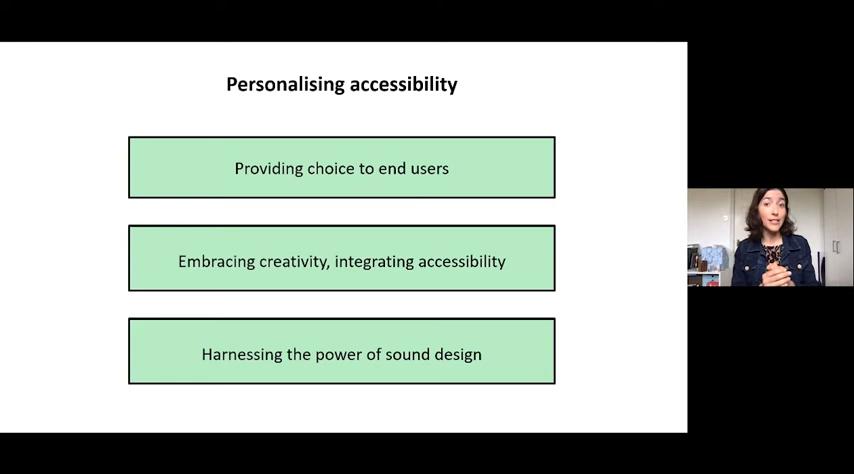 Personalising accessibility
Providing choice to end users
Embracing creativity, integrating accessibility
Harnessing the power of sound design